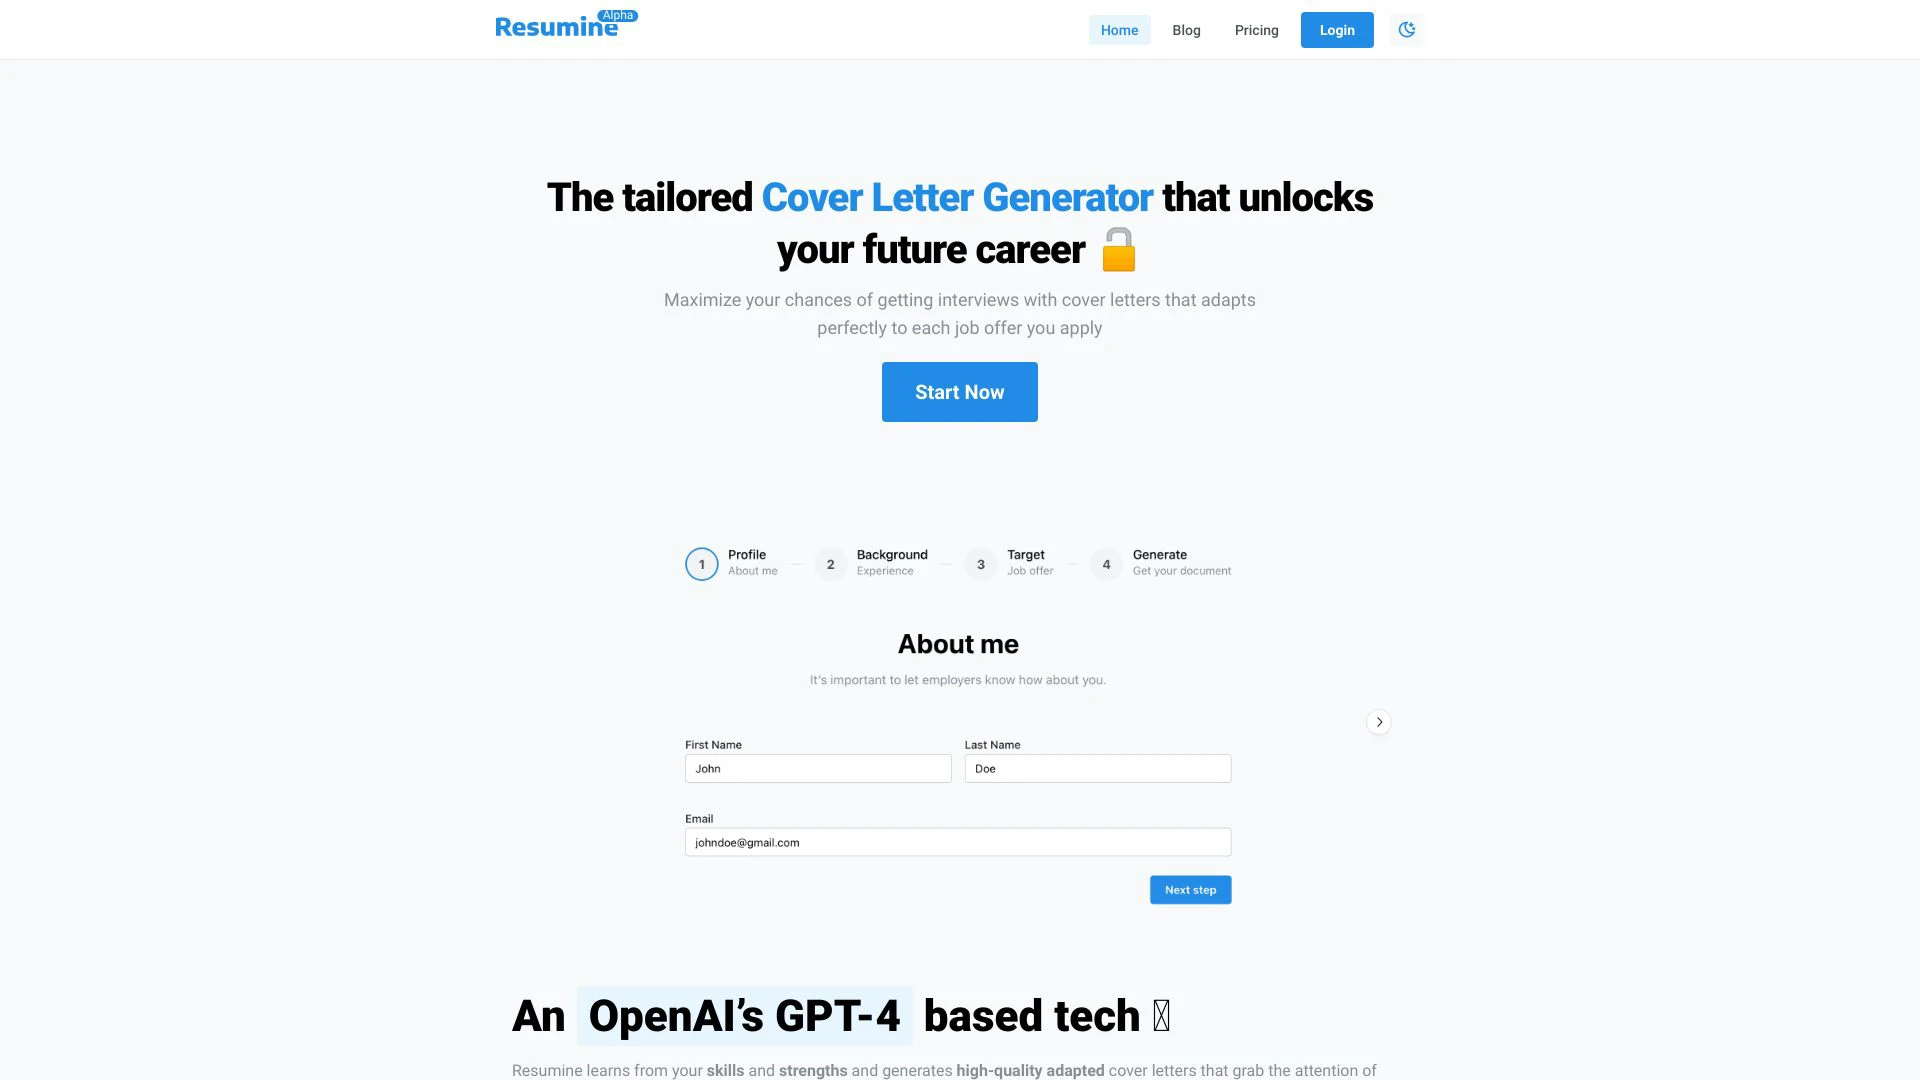 Resumine Alpha
Home Blog Pricing Login
The tailored Cover Letter Generator that unlocks
your future career
Maximize your chances of getting interviews with cover letters that adapts
perfectly to each job offer you apply
Start Now
1 Profile 2 Background 3 Target 4 Generate
About me Experience Job offer Get your document
About me
It's important to let employers know how about you.
First Name Last Name
John Doe
Email
johndoe@gmail.com
Next step
An OpenAI’s GPT-4 based tech
Resumine learns from your skills and strengths and generates high-quality adapted cover letters that grab the attention of